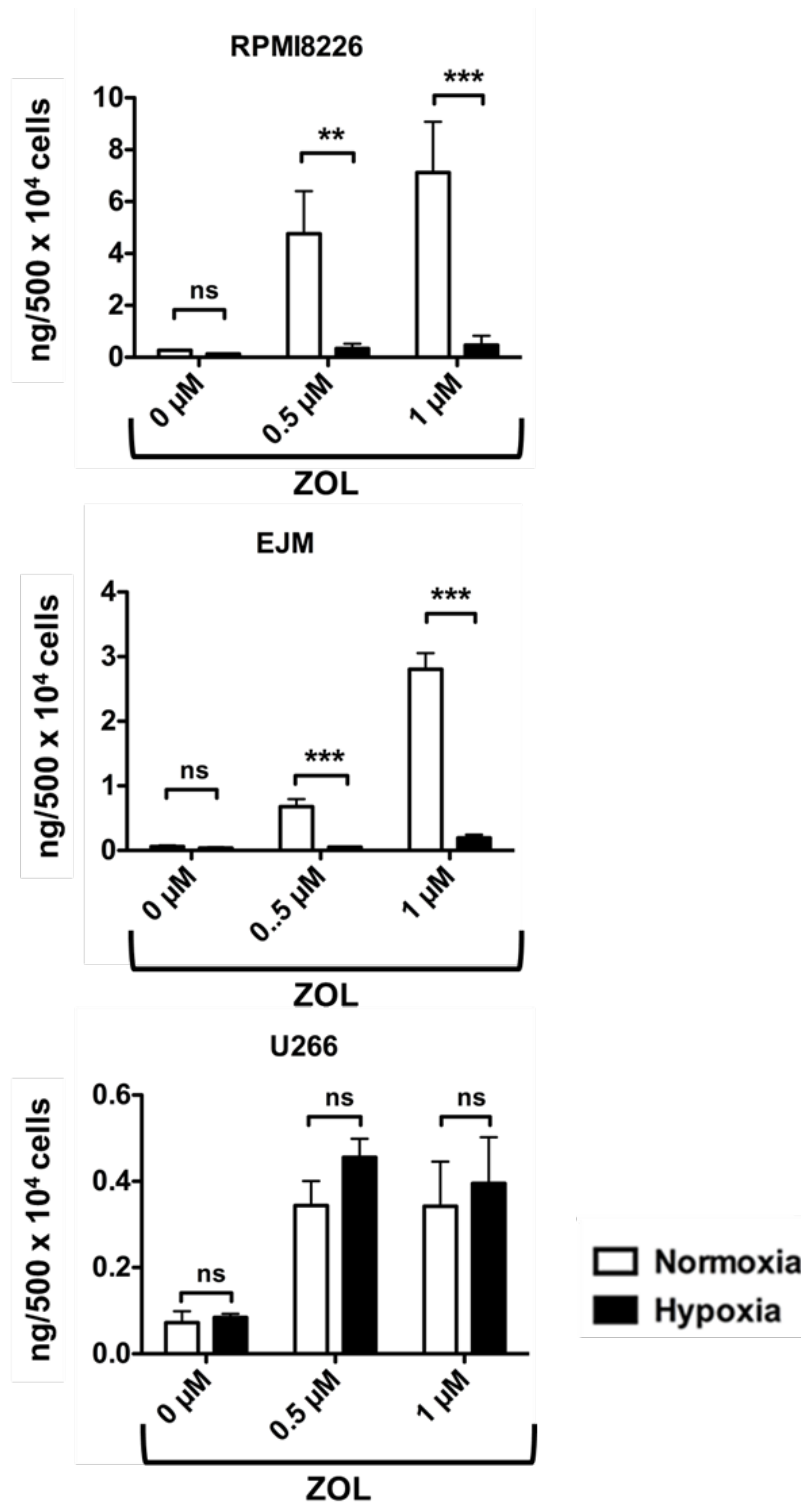 RPMI8226
ng/500 x 10⁴ cells
10
8
6
4
2
0
ns
**
***
0 µM
0.5 µM
1 µM
ZOL
EJM
ng/500 x 10⁴ cells
4
3
2
1
0
ns
***
***
0 µM
0..5 µM
1 µM
ZOL
U266
ng/500 x 10⁴ cells
0.6
0.4
0.2
0.0
ns
ns
ns
0 µM
0.5 µM
1 µM
ZOL
Normoxia
Hypoxia